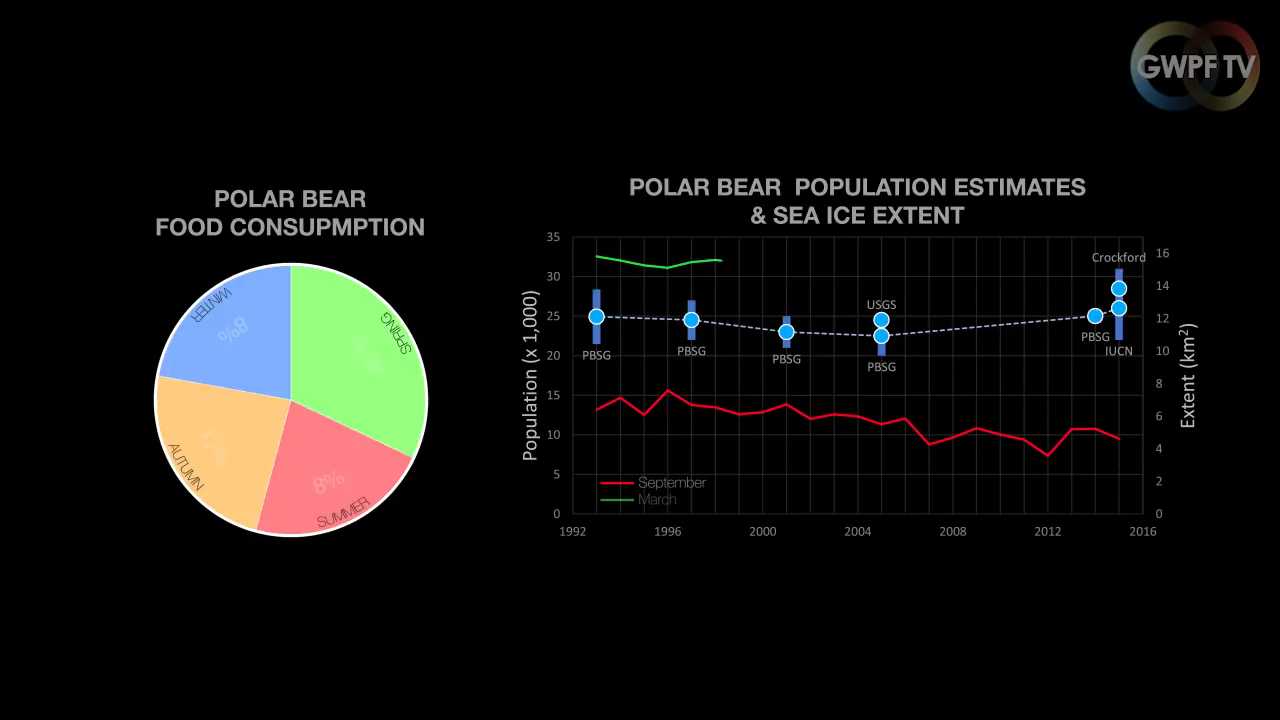 GWPF TV
POLAR BEAR
FOOD CONSUPMPTION
WINTER
8%
SPRING
AUTUMN
8%
SUMMER
POLAR BEAR POPULATION ESTIMATES
& SEA ICE EXTENT
Population (x 1,000)
35
30
25
20
15
10
5
0
Crockford
USGS
PBSG
PBSG
PBSG
PBSG
PBSG
IUCN
September
March
1992
1996
2000
2004
2008
2012
2016
16
14
12
10
8
6
4
2
0
Extent (km²)